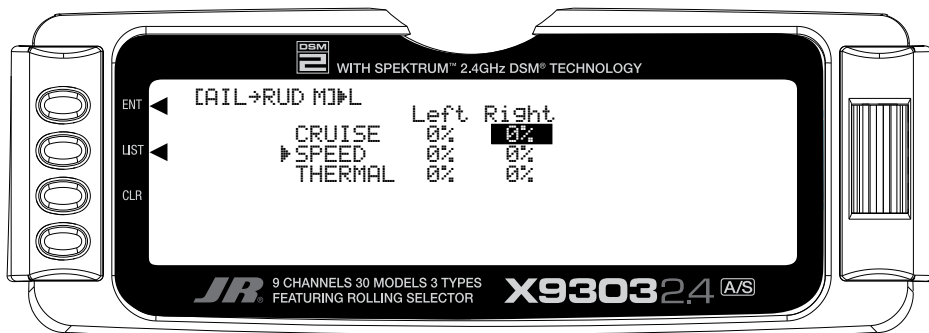 DSM
2
WITH SPEKTRUM™ 2.4GHz DSM® TECHNOLOGY
ENT
LIST
CLR
[AIL→RUD M]▶L
Left Right
CRUISE 0% 0%
▶SPEED 0% 0%
THERMAL 0% 0%
JR®
9 CHANNELS 30 MODELS 3 TYPES
FEATURING ROLLING SELECTOR
X9303 2.4 A/S